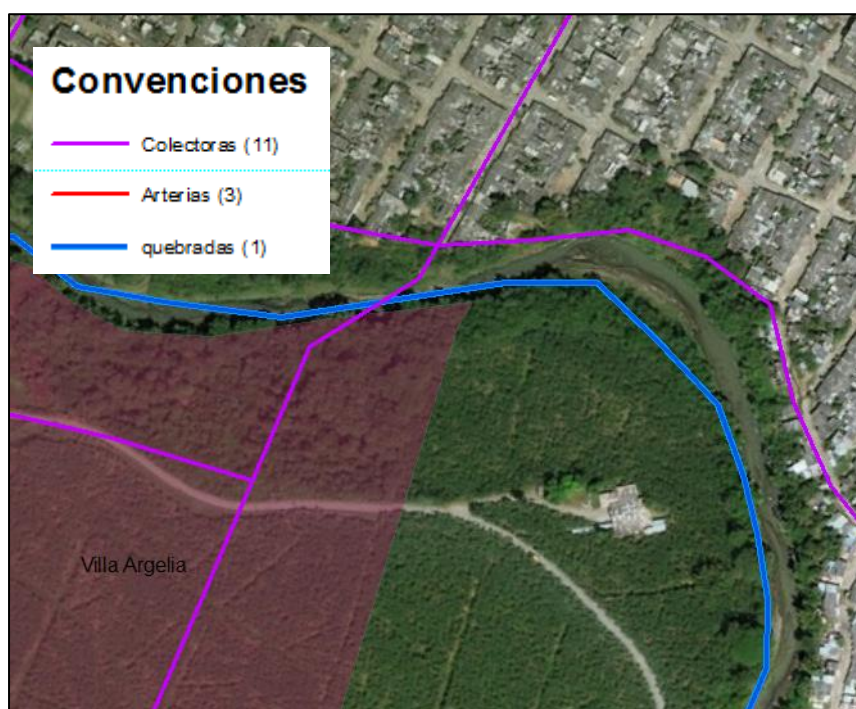 Convenciones
Colectoras (11)
Arterias (3)
quebradas (1)
Villa Argelia